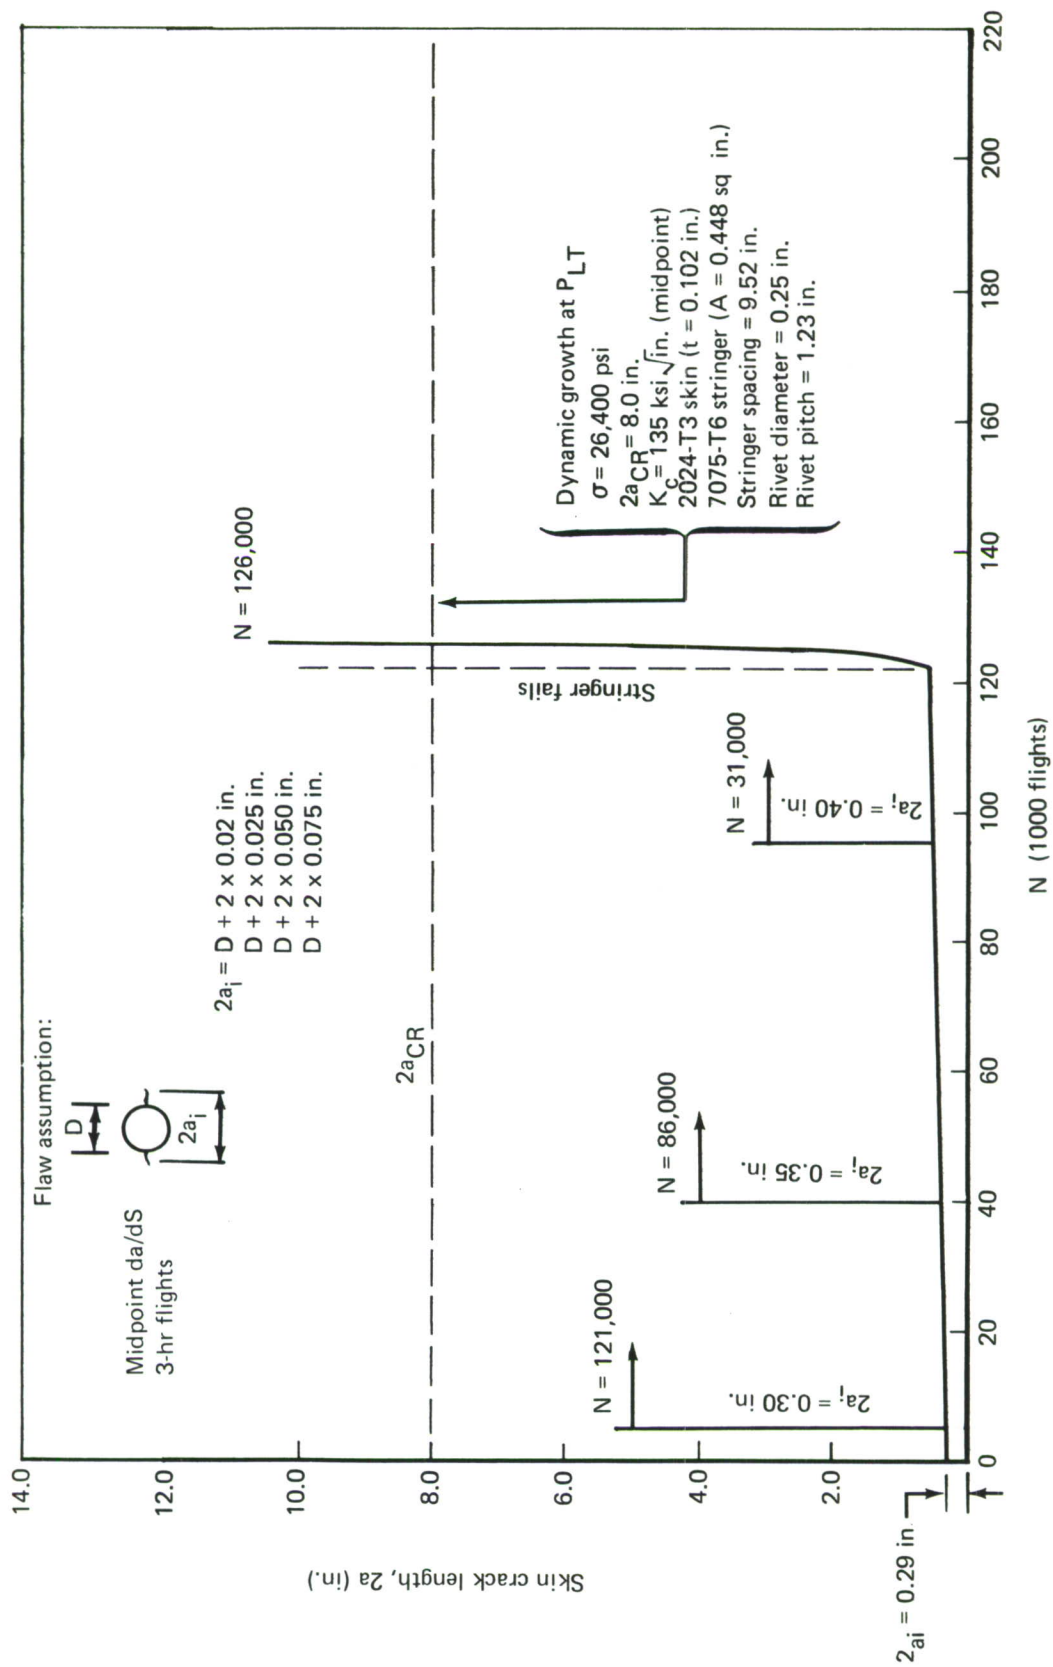 Flaw assumption:
D
2ai
Midpoint da/dS
3-hr flights
2ai = D + 2 x 0.02 in.
D + 2 x 0.025 in.
D + 2 x 0.050 in.
D + 2 x 0.075 in.
N = 126,000
2aCR
Stringer fails
Dynamic growth at PLT
σ = 26,400 psi
2aCR = 8.0 in.
Kc = 135 ksi √in. (midpoint)
2024-T3 skin (t = 0.102 in.)
7075-T6 stringer (A = 0.448 sq in.)
Stringer spacing = 9.52 in.
Rivet diameter = 0.25 in.
Rivet pitch = 1.23 in.
N = 121,000
2ai = 0.30 in.
N = 86,000
2ai = 0.35 in.
N = 31,000
2ai = 0.40 in.
14.0
12.0
10.0
8.0
6.0
4.0
2.0
Skin crack length, 2a (in.)
2ai = 0.29 in.
0
20
40
60
80
100
120
140
160
180
200
220
N (1000 flights)